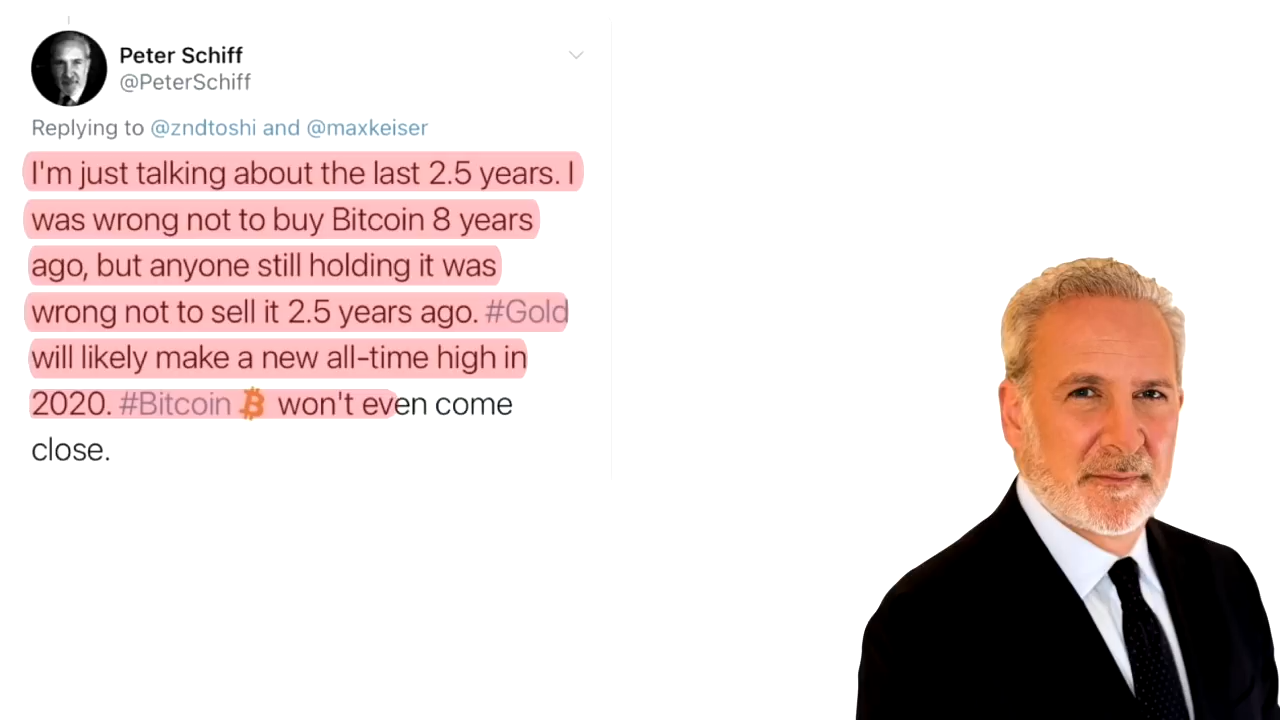 Peter Schiff
@PeterSchiff
Replying to @zndtoshi and @maxkeiser
I'm just talking about the last 2.5 years. I
was wrong not to buy Bitcoin 8 years
ago, but anyone still holding it was
wrong not to sell it 2.5 years ago. #Gold
will likely make a new all-time high in
2020. #Bitcoin ₿ won't even come
close.